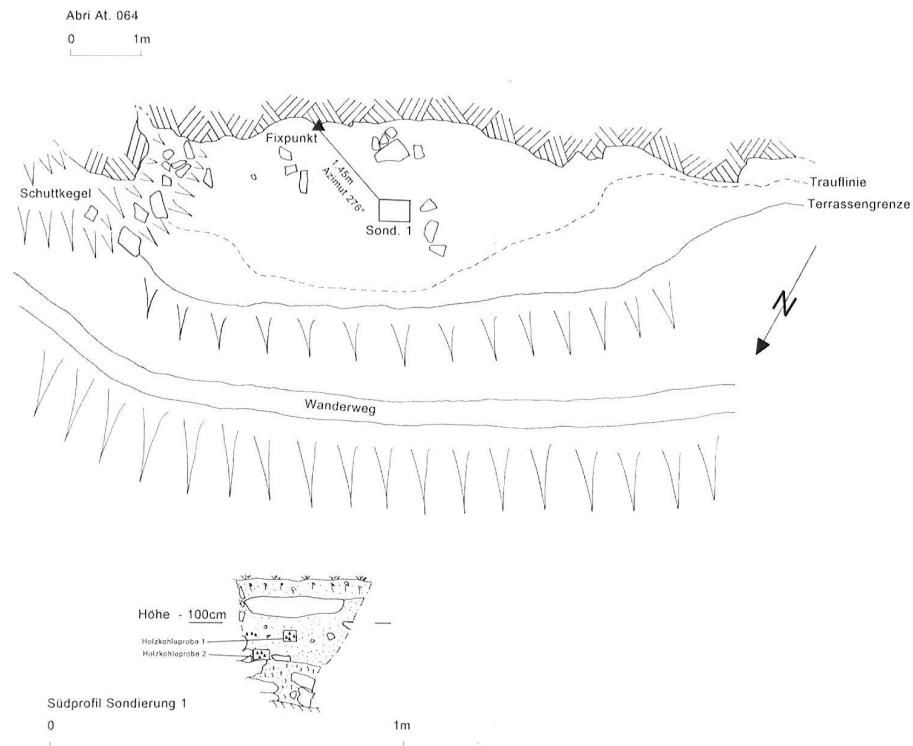 Abri At. 064
0 1m
Fixpunkt
1.45m
Azimut 276°
Schuttkegel
Sond. 1
Trauflinie
Terrassengrenze
N
Wanderweg
Höhe - 100cm
Holzkohleprobe 1
Holzkohleprobe 2
Südprofil Sondierung 1
0 1m